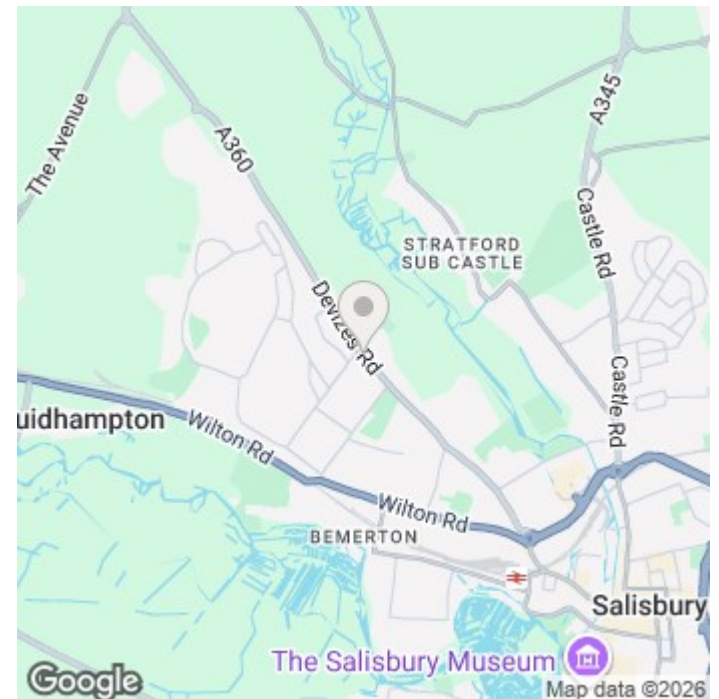 The Avenue
A360
A345
Castle Rd
STRATFORD
SUB CASTLE
Devizes Rd
Castle Rd
uidhampton
Wilton Rd
Wilton Rd
BEMERTON
Salisbury
The Salisbury Museum
Google
Map data ©2026